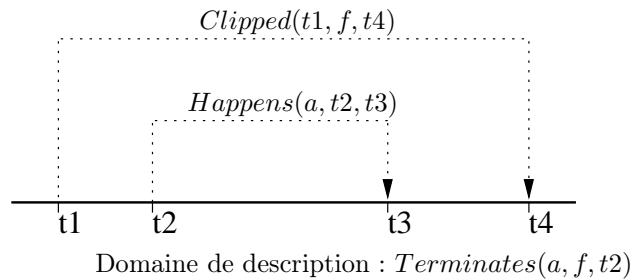 Clipped(t1, f, t4)
Happens(a, t2, t3)
t1 t2 t3 t4
Domaine de description : Terminates(a, f, t2)